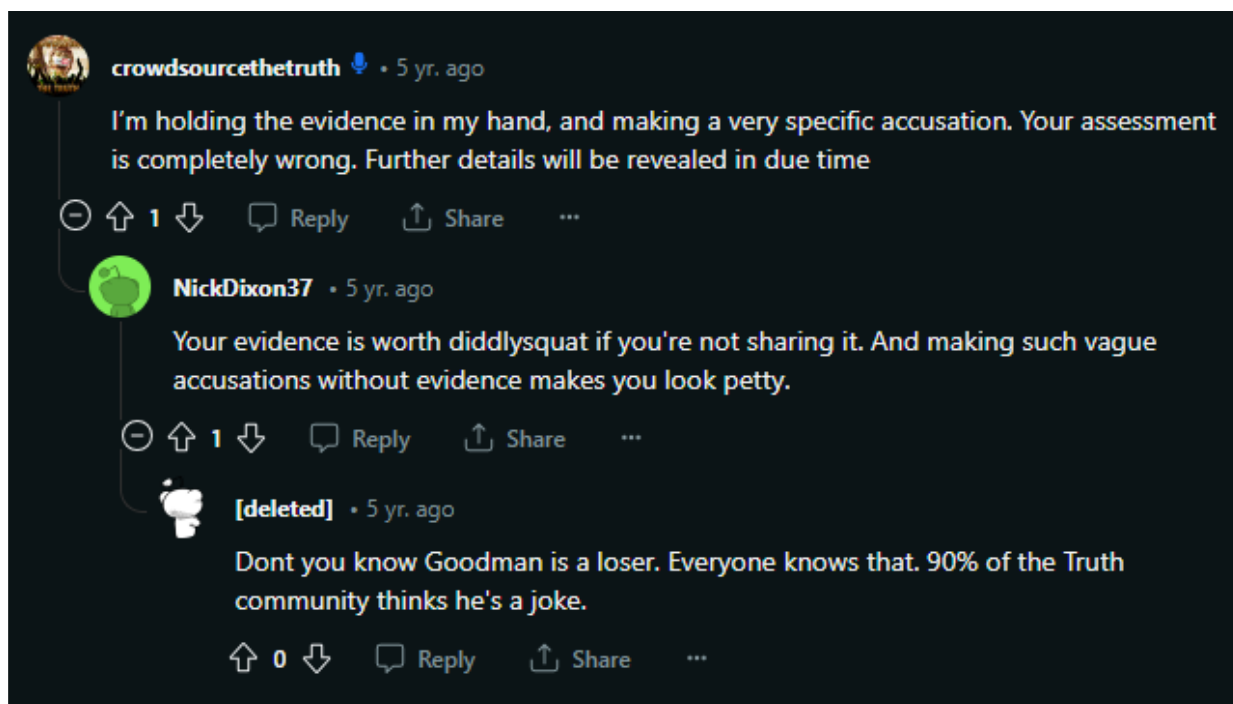 crowdsourcethetruth • 5 yr. ago
I'm holding the evidence in my hand, and making a very specific accusation. Your assessment
is completely wrong. Further details will be revealed in due time
1 Reply Share ...
NickDixon37 • 5 yr. ago
Your evidence is worth diddlysquat if you're not sharing it. And making such vague
accusations without evidence makes you look petty.
1 Reply Share ...
[deleted] • 5 yr. ago
Dont you know Goodman is a loser. Everyone knows that. 90% of the Truth
community thinks he's a joke.
0 Reply Share ...